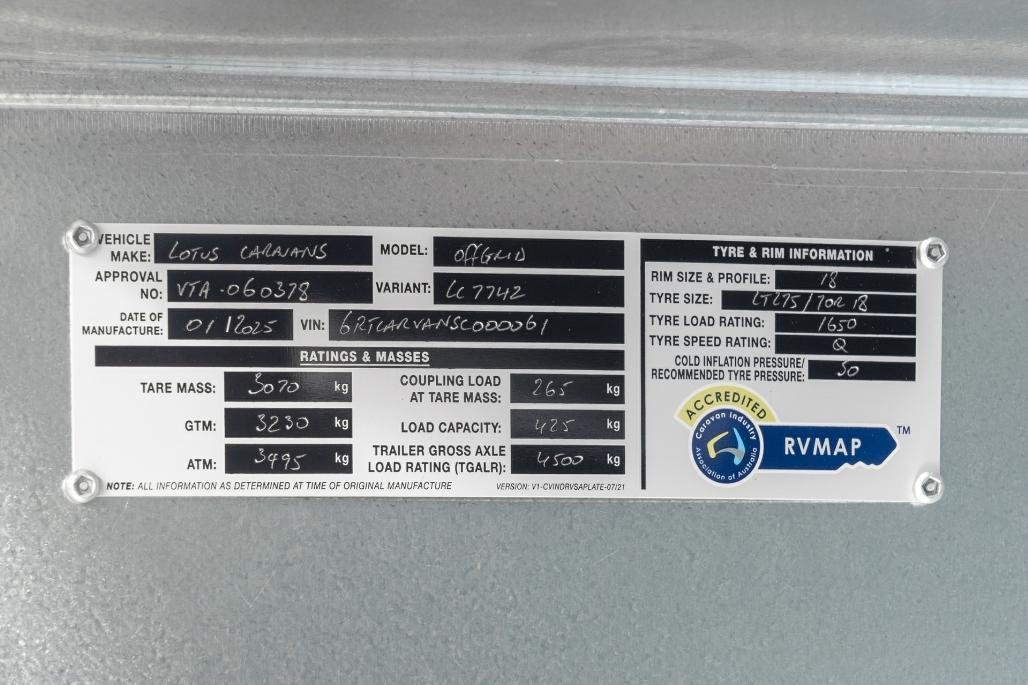 VEHICLE MAKE: LOTUS CARAVANS MODEL: OFFGRID
APPROVAL NO: VTA-060378 VARIANT: LC7742
DATE OF MANUFACTURE: 01/2025 VIN: 6RTCARVANSC000061
RATINGS & MASSES
TARE MASS: 3070 kg COUPLING LOAD AT TARE MASS: 265 kg
GTM: 3230 kg LOAD CAPACITY: 425 kg
ATM: 3495 kg TRAILER GROSS AXLE LOAD RATING (TGALR): 4500 kg
NOTE: ALL INFORMATION AS DETERMINED AT TIME OF ORIGINAL MANUFACTURE VERSION: V1-CVINDRVSAPLATE-07/21
TYRE & RIM INFORMATION
RIM SIZE & PROFILE: 18
TYRE SIZE: LT275/70R18
TYRE LOAD RATING: 1650
TYRE SPEED RATING: Q
COLD INFLATION PRESSURE/ RECOMMENDED TYRE PRESSURE: 50
ACCREDITED
Caravan Industry Association of Australia
RVMAP TM